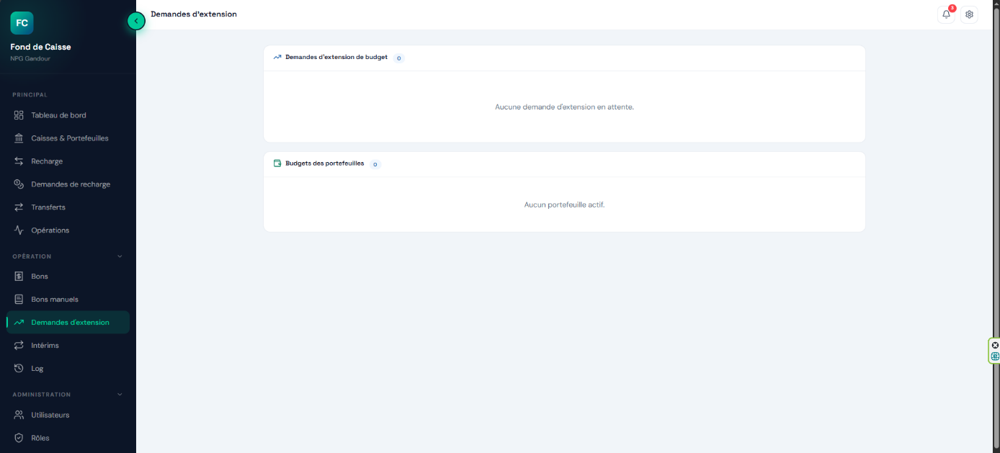 FC
Fond de Caisse
NPG Gandour
PRINCIPAL
Tableau de bord
Caisses & Portefeuilles
Recharge
Demandes de recharge
Transferts
Opérations
OPÉRATION
Bons
Bons manuels
Demandes d'extension
Intérims
Log
ADMINISTRATION
Utilisateurs
Rôles
Demandes d'extension
3
Demandes d'extension de budget 0
Aucune demande d'extension en attente.
Budgets des portefeuilles 0
Aucun portefeuille actif.